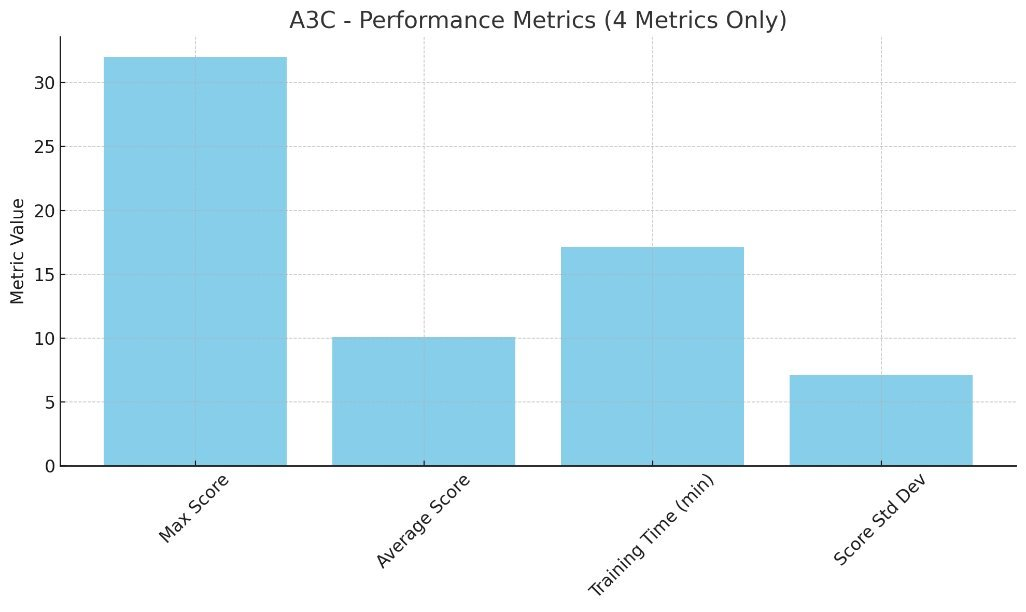 A3C - Performance Metrics (4 Metrics Only)
Metric Value
30
25
20
15
10
5
0
Max Score
Average Score
Training Time (min)
Score Std Dev